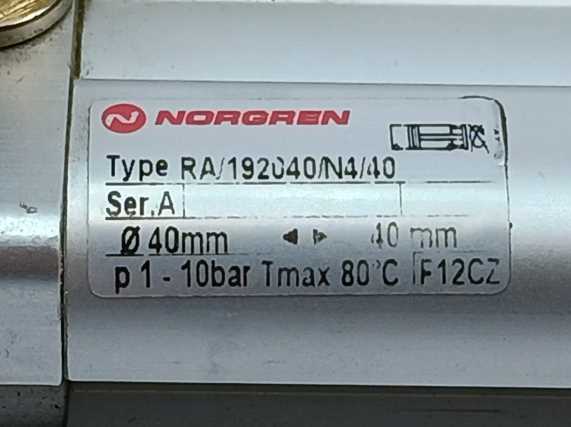 NORGREN
Type RA/192040/N4/40
Ser.A
Ø 40mm ◄ ► 40 mm
p 1 - 10bar Tmax 80°C F12CZ